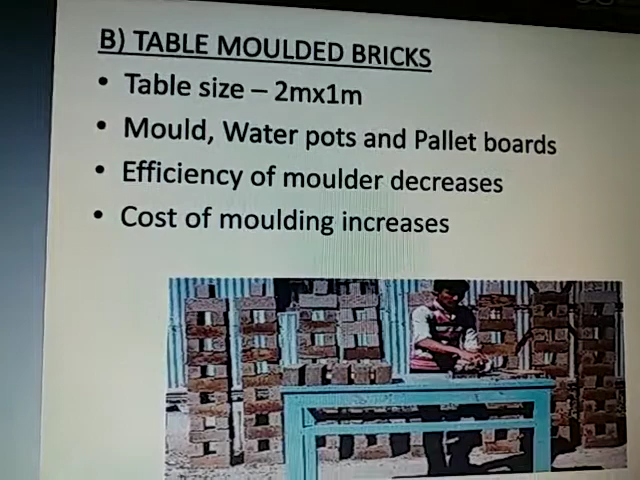 B) TABLE MOULDED BRICKS
• Table size – 2mx1m
• Mould, Water pots and Pallet boards
• Efficiency of moulder decreases
• Cost of moulding increases